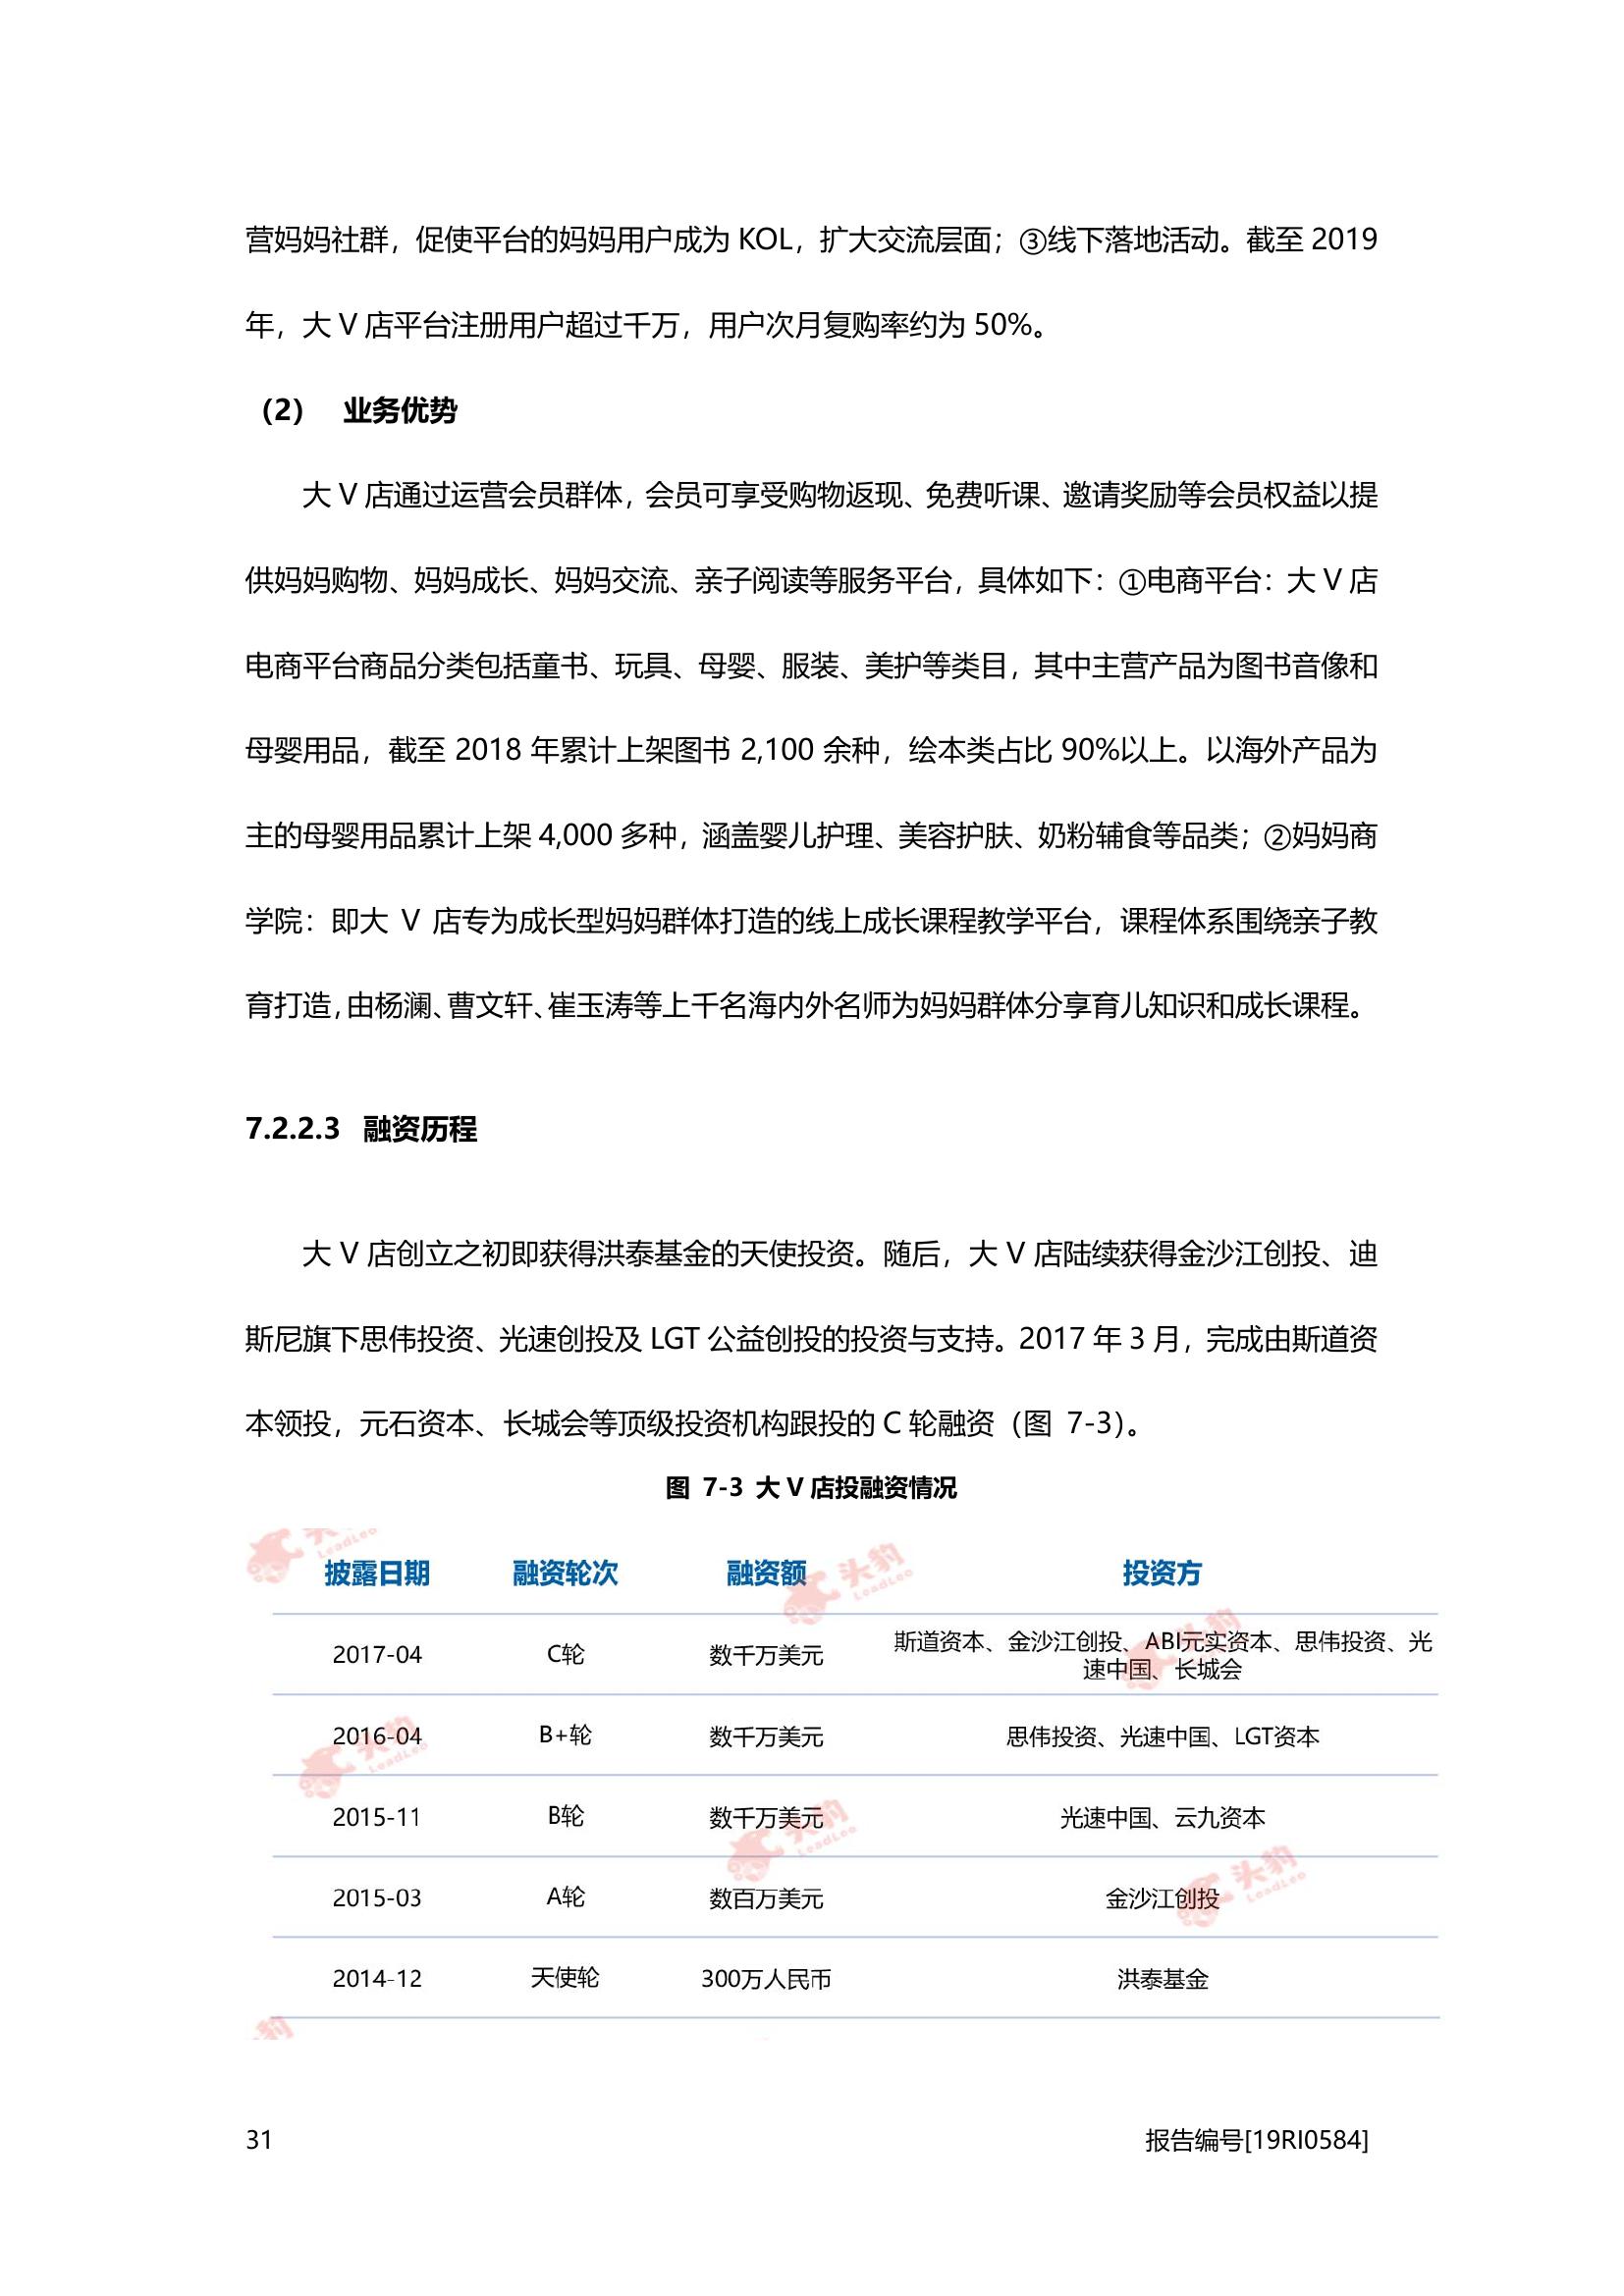 营妈妈社群，促使平台的妈妈用户成为 KOL，扩大交流层面；③线下落地活动。截至 2019
年，大 V 店平台注册用户超过千万，用户次月复购率约为 50%。
（2） 业务优势
大 V 店通过运营会员群体，会员可享受购物返现、免费听课、邀请奖励等会员权益以提
供妈妈购物、妈妈成长、妈妈交流、亲子阅读等服务平台，具体如下：①电商平台：大 V 店
电商平台商品分类包括童书、玩具、母婴、服装、美护等类目，其中主营产品为图书音像和
母婴用品，截至 2018 年累计上架图书 2,100 余种，绘本类占比 90%以上。以海外产品为
主的母婴用品累计上架 4,000 多种，涵盖婴儿护理、美容护肤、奶粉辅食等品类；②妈妈商
学院：即大 V 店专为成长型妈妈群体打造的线上成长课程教学平台，课程体系围绕亲子教
育打造，由杨澜、曹文轩、崔玉涛等上千名海内外名师为妈妈群体分享育儿知识和成长课程。
7.2.2.3 融资历程
大 V 店创立之初即获得洪泰基金的天使投资。随后，大 V 店陆续获得金沙江创投、迪
斯尼旗下思伟投资、光速创投及 LGT 公益创投的投资与支持。2017 年 3 月，完成由斯道资
本领投，元石资本、长城会等顶级投资机构跟投的 C 轮融资（图 7-3）。
图 7-3 大 V 店投融资情况
披露日期 融资轮次 融资额 投资方
2017-04 C轮 数千万美元 斯道资本、金沙江创投、ABI元实资本、思伟投资、光
速中国、长城会
2016-04 B+轮 数千万美元 思伟投资、光速中国、LGT资本
2015-11 B轮 数千万美元 光速中国、云九资本
2015-03 A轮 数百万美元 金沙江创投
2014-12 天使轮 300万人民币 洪泰基金
头豹
LeadLeo
31 报告编号[19RI0584]